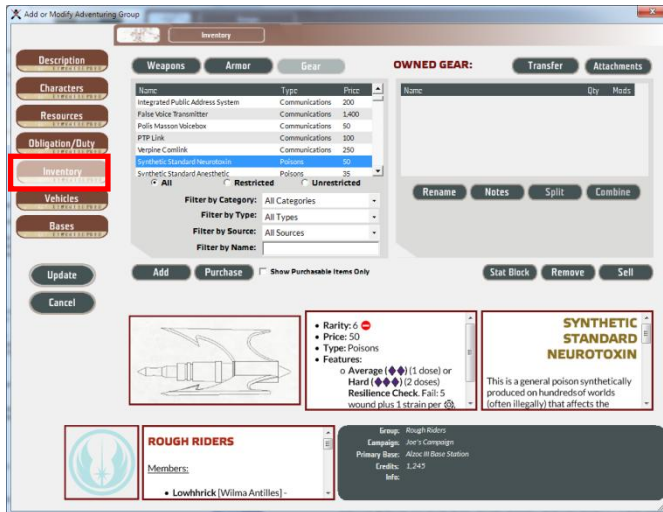 Add or Modify Adventuring Group
Inventory
Description
Characters
Resources
Obligation/Duty
Inventory
Vehicles
Bases
Update
Cancel
Weapons Armor Gear
Name Type Price
Integrated Public Address System Communications 200
False Voice Transmitter Communications 1,400
Polis Masson Voicebox Communications 50
PTP Link Communications 100
Verpine Comlink Communications 250
Synthetic Standard Neurotoxin Poisons 50
Synthetic Standard Anesthetic Poisons 35
All Restricted Unrestricted
Filter by Category: All Categories
Filter by Type: All Types
Filter by Source: All Sources
Filter by Name:
Add Purchase Show Purchasable Items Only
OWNED GEAR: Transfer Attachments
Name Qty Mods
Rename Notes Split Combine
Stat Block Remove Sell
• Rarity: 6
• Price: 50
• Type: Poisons
• Features:
o Average (◆◆) (1 dose) or
Hard (◆◆◆) (2 doses)
Resilience Check. Fail: 5
wound plus 1 strain per
SYNTHETIC
STANDARD
NEUROTOXIN
This is a general poison synthetically
produced on hundreds of worlds
(often illegally) that affects the
ROUGH RIDERS
Members:
• Lowhhrick [Wilma Antilles] -
Group: Rough Riders
Campaign: Joe's Campaign
Primary Base: Alzoc III Base Station
Credits: 1,243
Info: